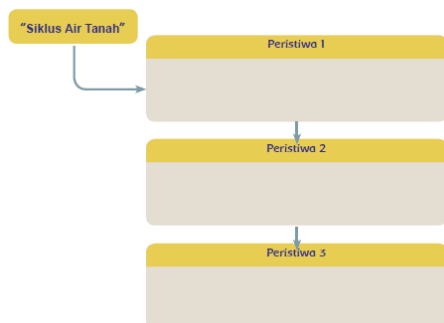 “Siklus Air Tanah”
Peristiwa 1
Peristiwa 2
Peristiwa 3